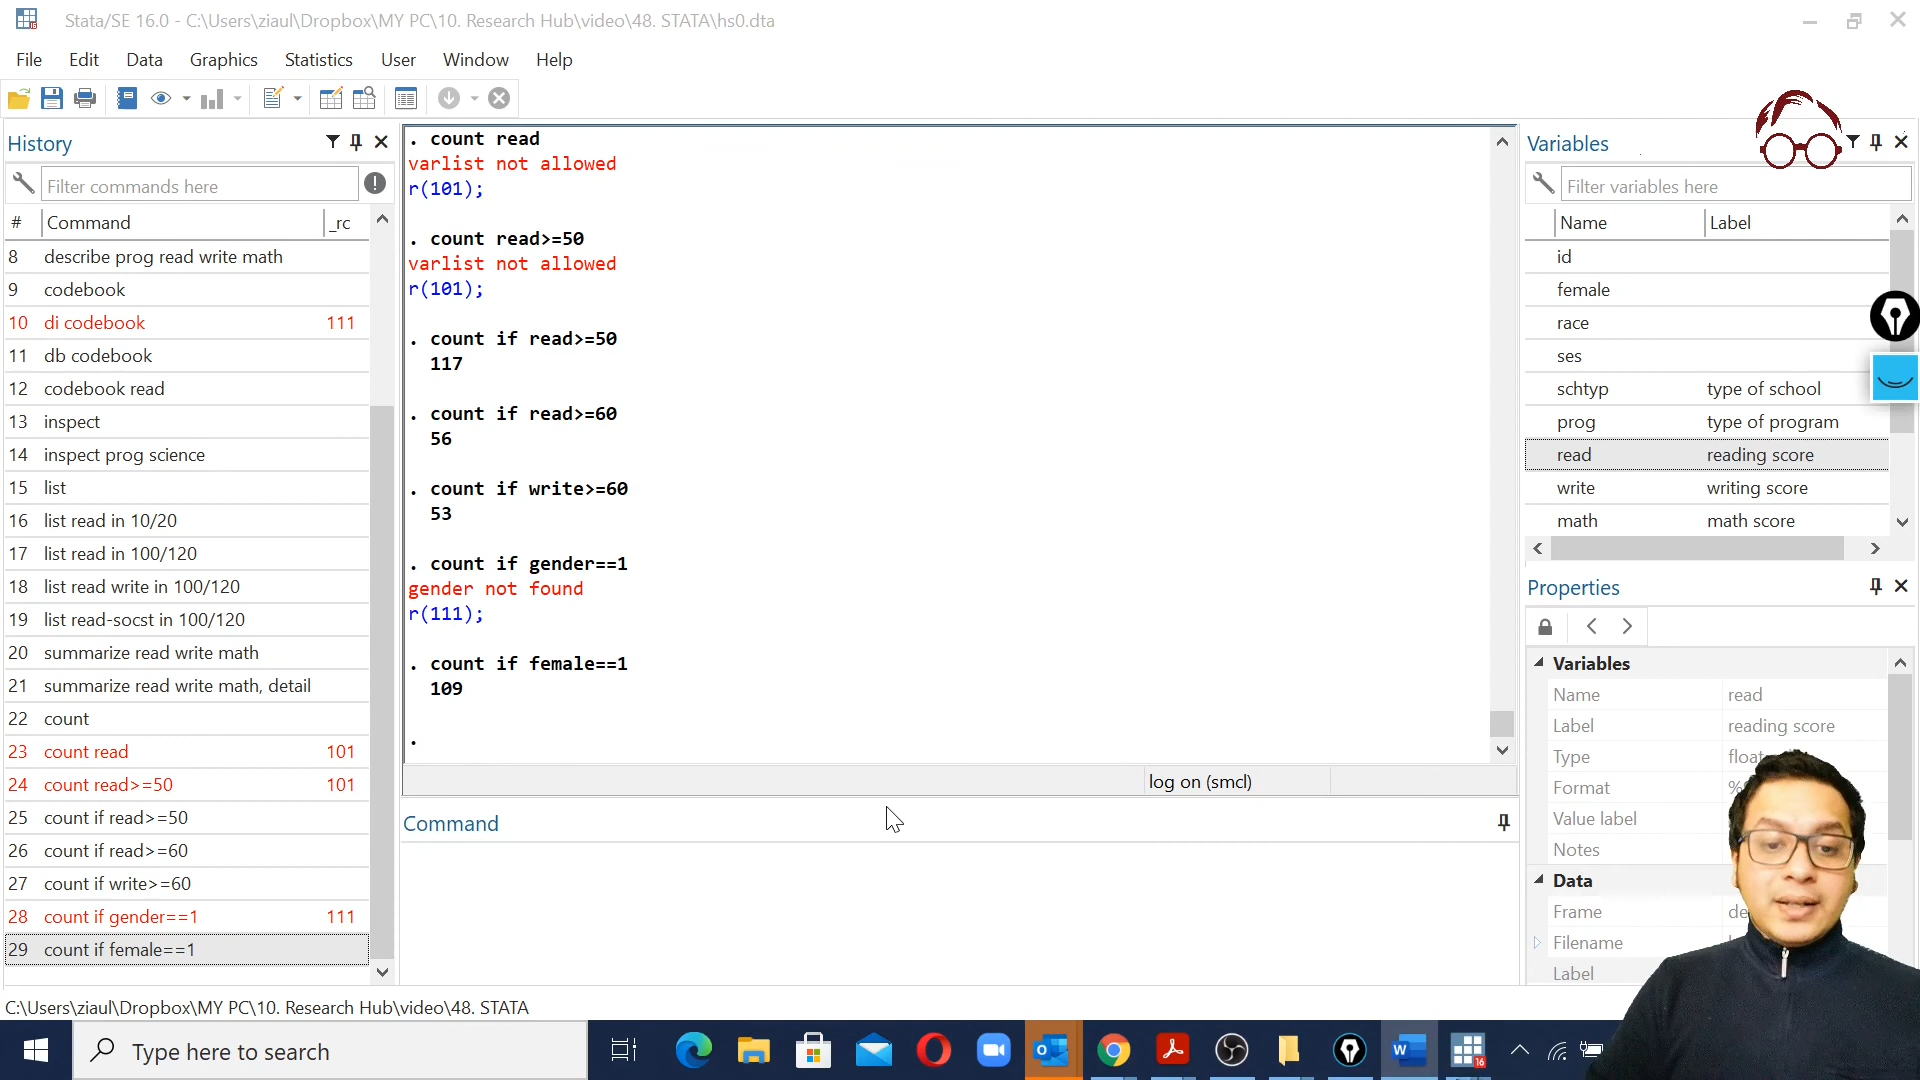 Stata/SE 16.0 - C:\Users\ziaul\Dropbox\MY PC\10. Research Hub\video\48. STATA\hs0.dta
File Edit Data Graphics Statistics User Window Help
History
Filter commands here
# Command _rc
8 describe prog read write math
9 codebook
10 di codebook 111
11 db codebook
12 codebook read
13 inspect
14 inspect prog science
15 list
16 list read in 10/20
17 list read in 100/120
18 list read write in 100/120
19 list read-socst in 100/120
20 summarize read write math
21 summarize read write math, detail
22 count
23 count read 101
24 count read>=50 101
25 count if read>=50
26 count if read>=60
27 count if write>=60
28 count if gender==1 111
29 count if female==1
. count read
varlist not allowed
r(101);
. count read>=50
varlist not allowed
r(101);
. count if read>=50
117
. count if read>=60
56
. count if write>=60
53
. count if gender==1
gender not found
r(111);
. count if female==1
109
.
log on (smcl)
Command
Variables
Filter variables here
Name Label
id
female
race
ses
schtyp type of school
prog type of program
read reading score
write writing score
math math score
Properties
Variables
Name read
Label reading score
Type float
Format
Value label
Notes
Data
Frame
Filename
Label
C:\Users\ziaul\Dropbox\MY PC\10. Research Hub\video\48. STATA
Type here to search
16